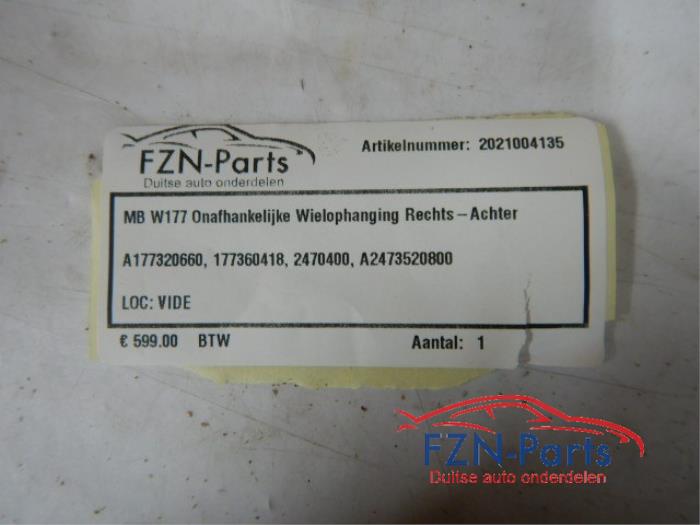 FZN-Parts
Duitse auto onderdelen
Artikelnummer: 2021004135
MB W177 Onafhankelijke Wielophanging Rechts – Achter
A177320660, 177360418, 2470400, A2473520800
LOC: VIDE
€ 599.00 BTW
Aantal: 1
FZN-Parts
Duitse auto onderdelen